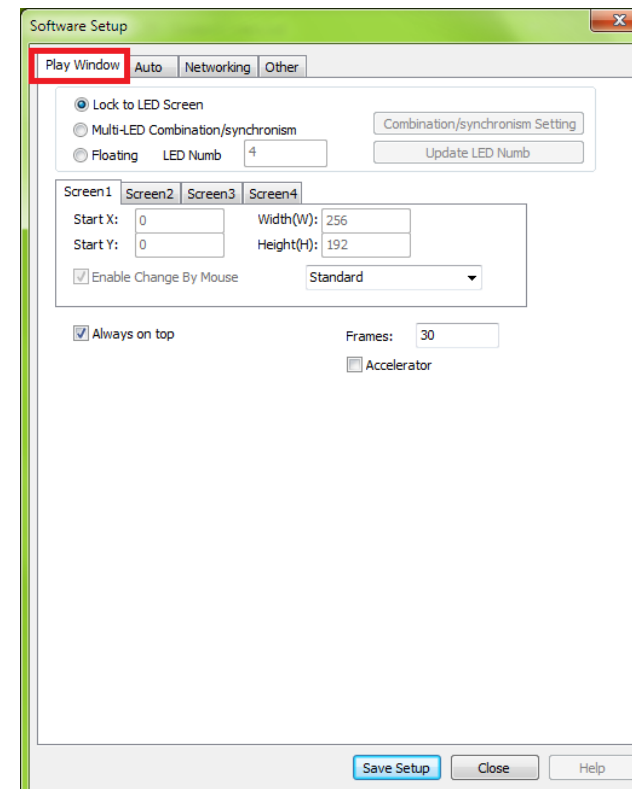 Software Setup
Play Window Auto Networking Other
Lock to LED Screen
Multi-LED Combination/synchronism Combination/synchronism Setting
Floating LED Numb 4 Update LED Numb
Screen1 Screen2 Screen3 Screen4
Start X: 0 Width(W): 256
Start Y: 0 Height(H): 192
Enable Change By Mouse Standard
Always on top Frames: 30
Accelerator
Save Setup Close Help